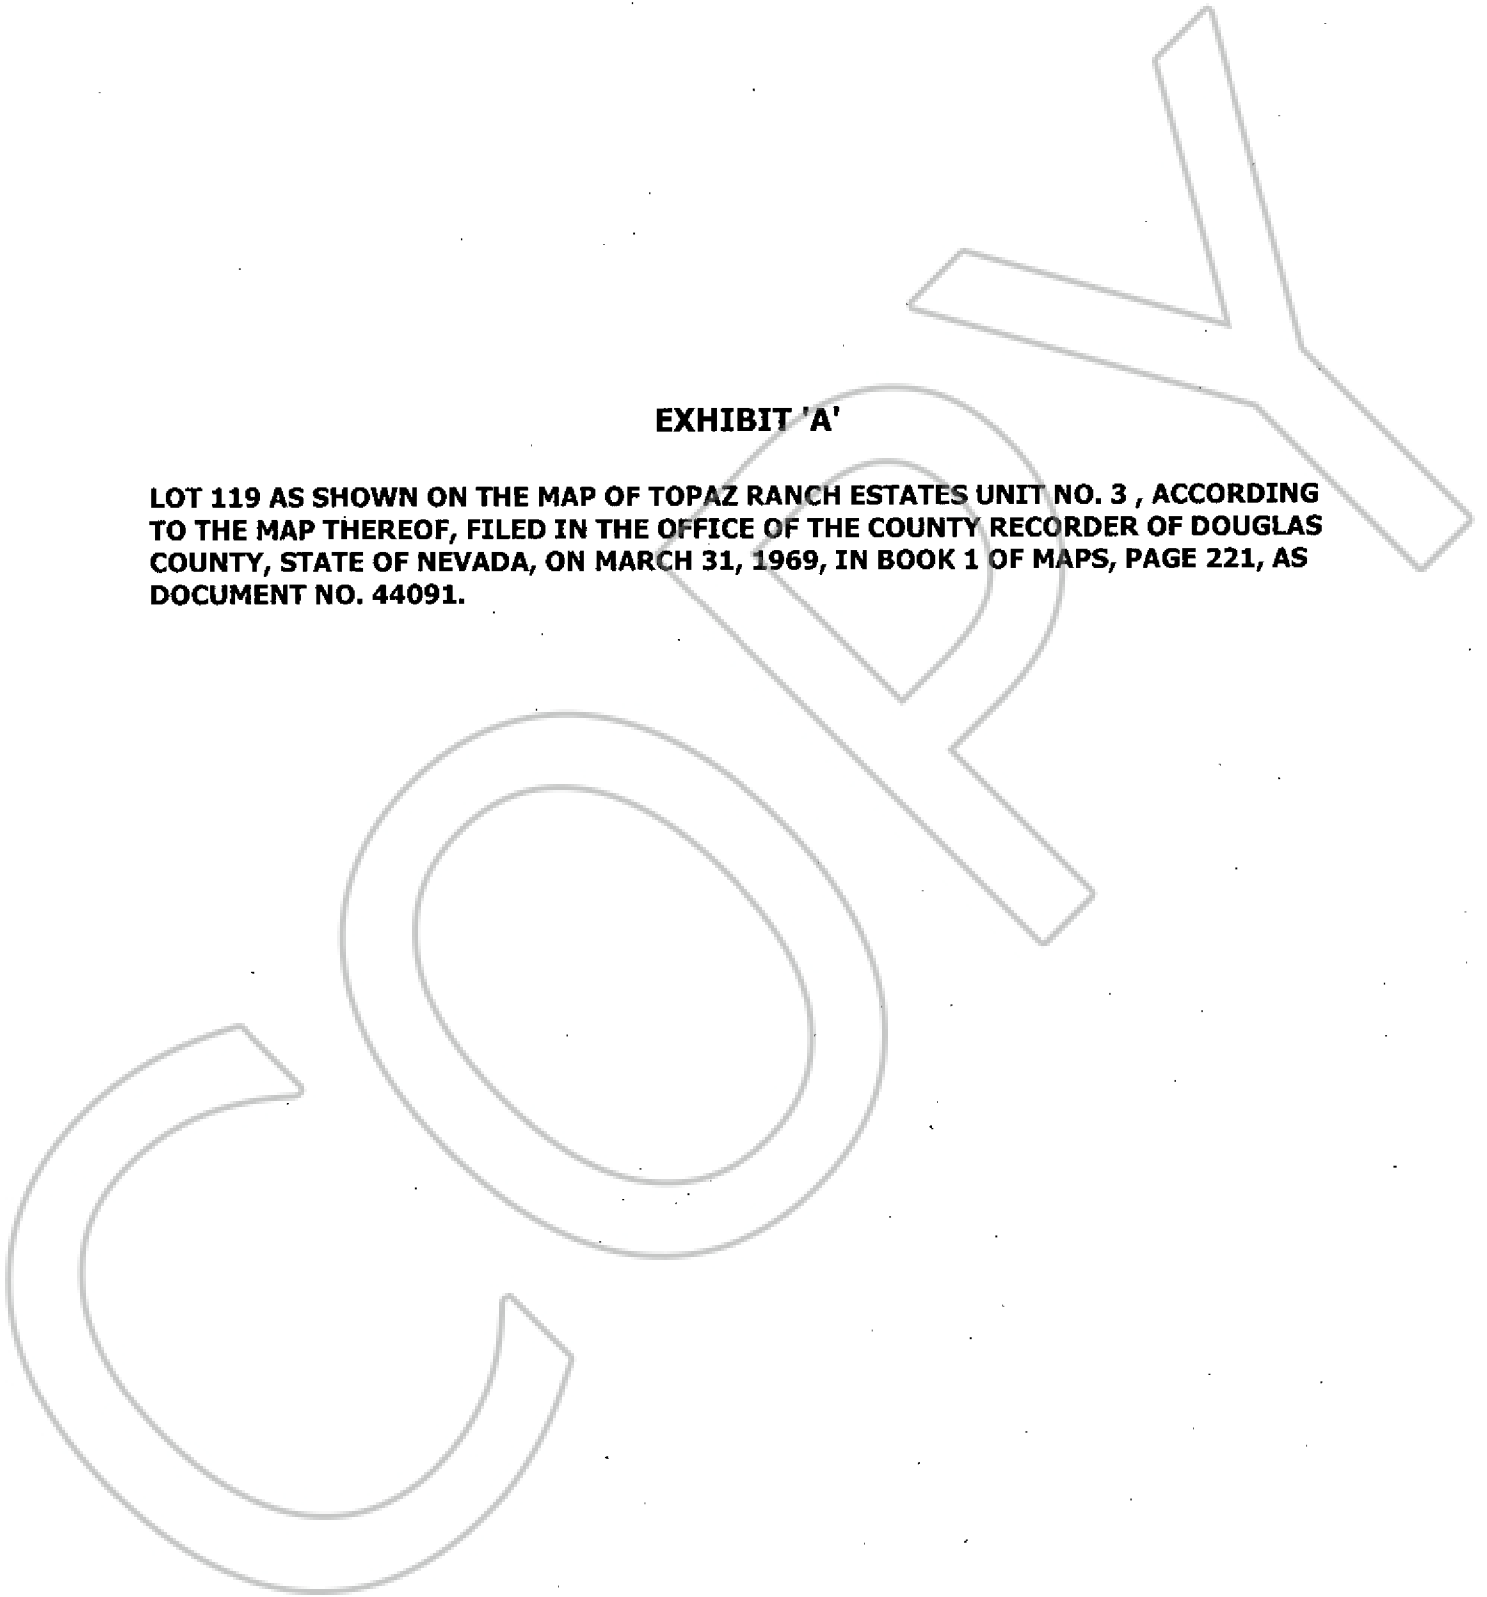 EXHIBIT 'A'
LOT 119 AS SHOWN ON THE MAP OF TOPAZ RANCH ESTATES UNIT NO. 3 , ACCORDING
TO THE MAP THEREOF, FILED IN THE OFFICE OF THE COUNTY RECORDER OF DOUGLAS
COUNTY, STATE OF NEVADA, ON MARCH 31, 1969, IN BOOK 1 OF MAPS, PAGE 221, AS
DOCUMENT NO. 44091.
COPY